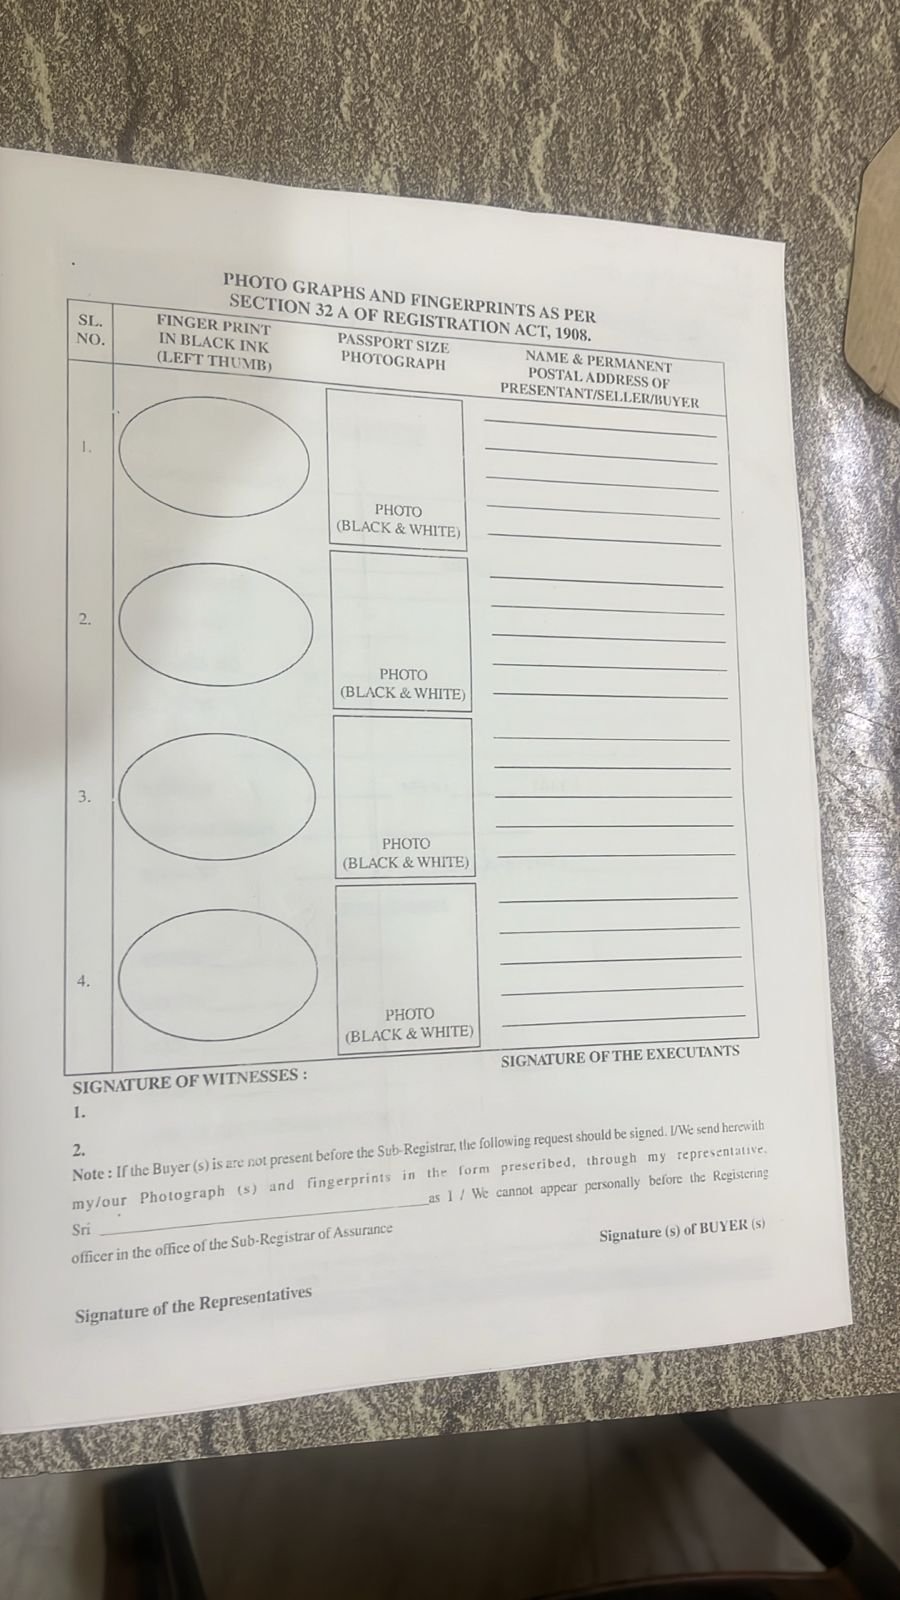 PHOTO GRAPHS AND FINGERPRINTS AS PER
SECTION 32 A OF REGISTRATION ACT, 1908.
SL.
NO.
FINGER PRINT
IN BLACK INK
(LEFT THUMB)
PASSPORT SIZE
PHOTOGRAPH
NAME & PERMANENT
POSTAL ADDRESS OF
PRESENTANT/SELLER/BUYER
1.
PHOTO
(BLACK & WHITE)
2.
PHOTO
(BLACK & WHITE)
3.
PHOTO
(BLACK & WHITE)
4.
PHOTO
(BLACK & WHITE)
SIGNATURE OF WITNESSES :
SIGNATURE OF THE EXECUTANTS
1.
2.
Note : If the Buyer (s) is are not present before the Sub-Registrar, the following request should be signed. I/We send herewith
my/our Photograph (s) and fingerprints in the form prescribed, through my representative,
Sri as I / We cannot appear personally before the Registering
officer in the office of the Sub-Registrar of Assurance
Signature (s) of BUYER (s)
Signature of the Representatives